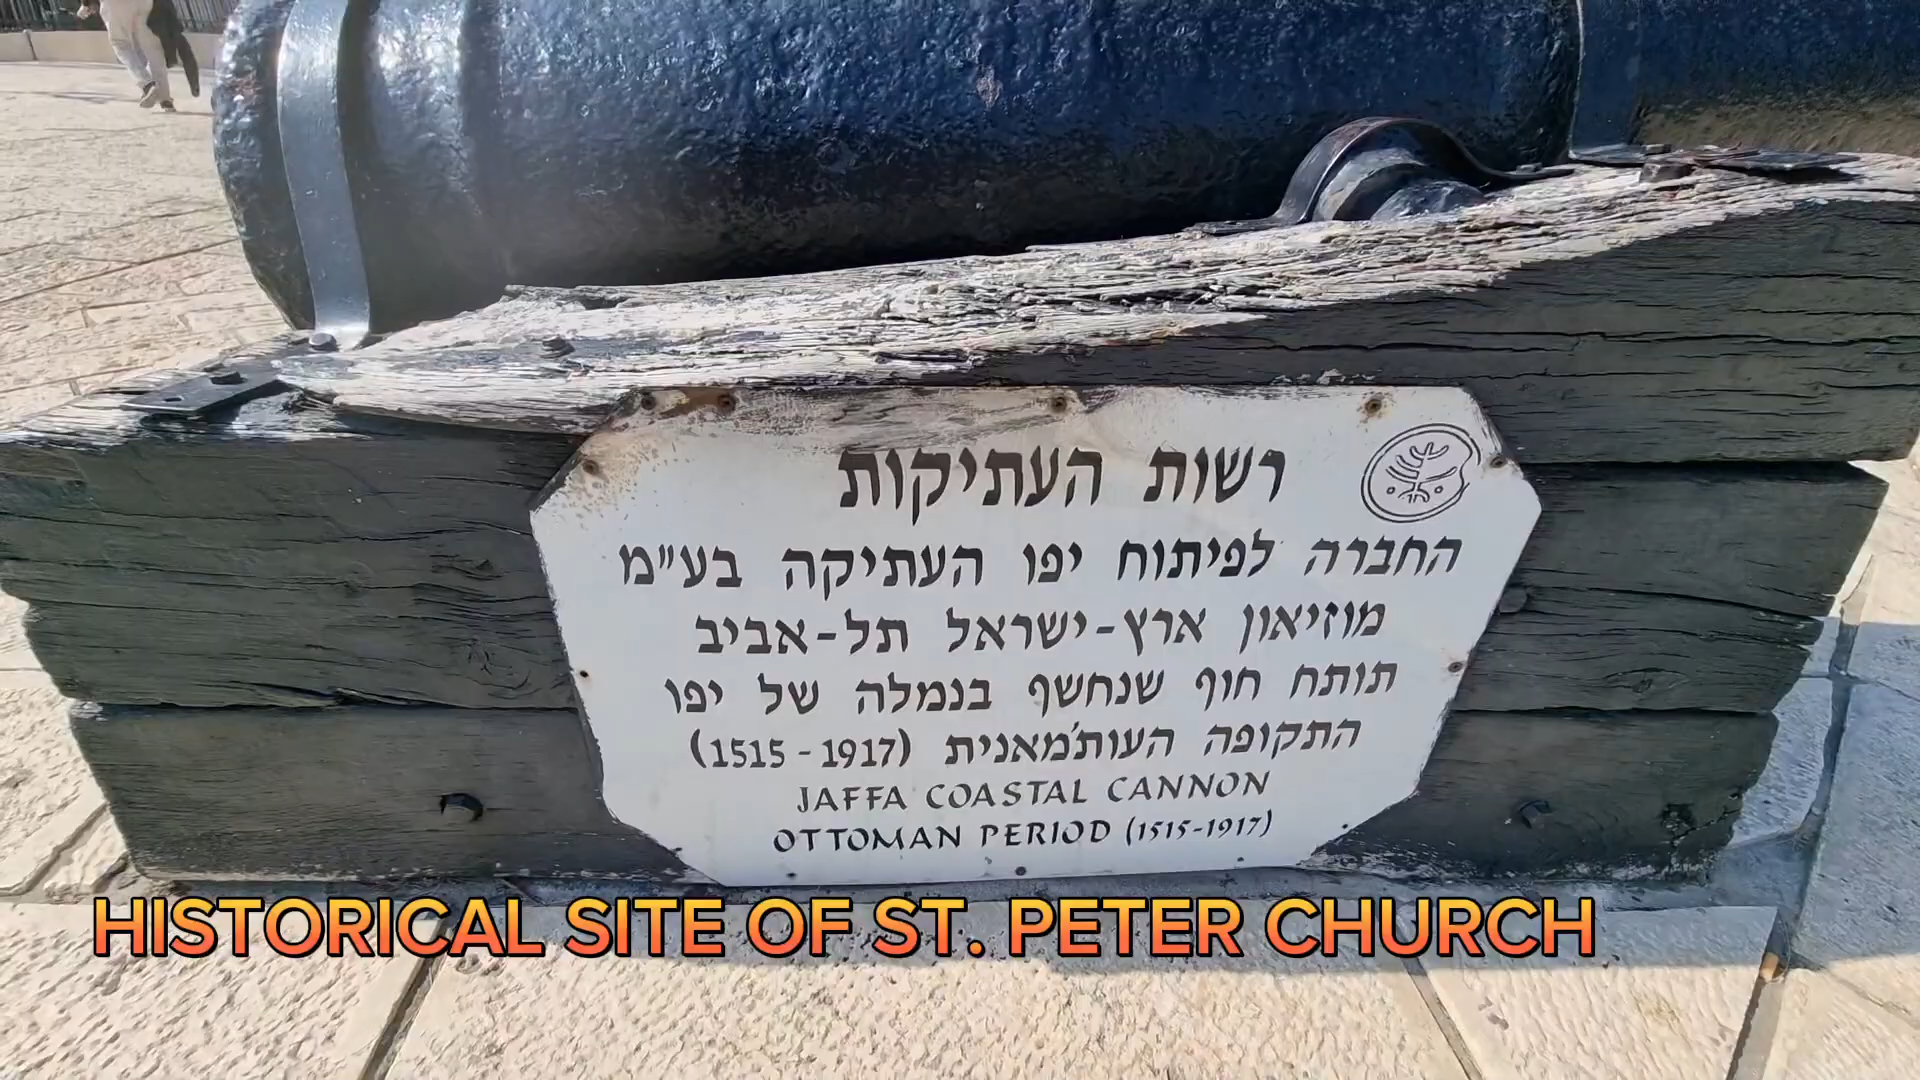 רשות העתיקות
החברה לפיתוח יפו העתיקה בע״מ
מוזיאון ארץ-ישראל תל-אביב
תותח חוף שנחשף בנמלה של יפו
התקופה העות'מאנית (1917 - 1515)
JAFFA COASTAL CANNON
OTTOMAN PERIOD (1515-1917)
HISTORICAL SITE OF ST. PETER CHURCH